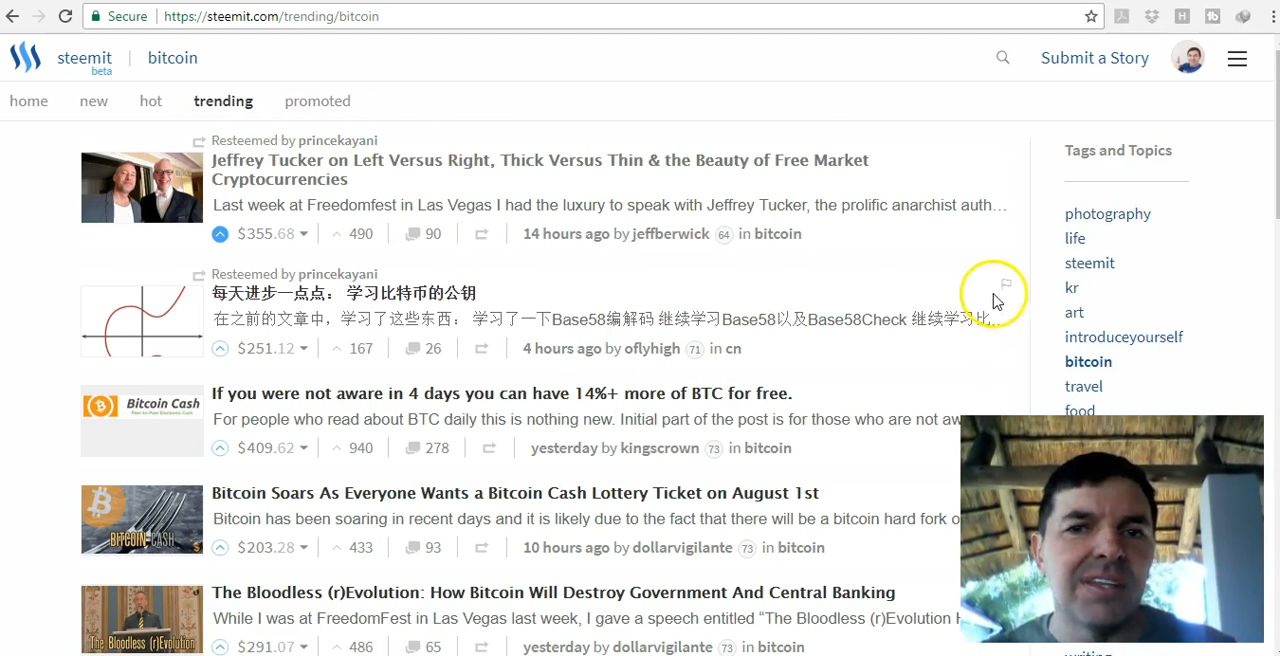 Secure https://steemit.com/trending/bitcoin
steemit beta bitcoin Submit a Story
home new hot trending promoted
Resteemed by princekayani
Jeffrey Tucker on Left Versus Right, Thick Versus Thin & the Beauty of Free Market
Cryptocurrencies
Last week at Freedomfest in Las Vegas I had the luxury to speak with Jeffrey Tucker, the prolific anarchist auth…
$355.68 490 90 14 hours ago by jeffberwick 64 in bitcoin
Resteemed by princekayani
每天进步一点点： 学习比特币的公钥
在之前的文章中，学习了这些东西： 学习了一下Base58编解码 继续学习Base58以及Base58Check 继续学习比…
$251.12 167 26 4 hours ago by oflyhigh 71 in cn
If you were not aware in 4 days you can have 14%+ more of BTC for free.
Bitcoin Cash
Peer-to-Peer Electronic Cash
For people who read about BTC daily this is nothing new. Initial part of the post is for those who are not
$409.62 940 278 yesterday by kingscrown 73 in bitcoin
Bitcoin Soars As Everyone Wants a Bitcoin Cash Lottery Ticket on August 1st
Bitcoin has been soaring in recent days and it is likely due to the fact that there will be a bitcoin hard fork
BITCOIN CASH
$203.28 433 93 10 hours ago by dollarvigilante 73 in bitcoin
The Bloodless (r)Evolution: How Bitcoin Will Destroy Government And Central Banking
While I was at FreedomFest in Las Vegas last week, I gave a speech entitled “The Bloodless (r)Evolution
The Bloodless (r)Evolution
$291.07 486 65 yesterday by dollarvigilante 73 in bitcoin
Tags and Topics
photography
life
steemit
kr
art
introduceyourself
bitcoin
travel
food